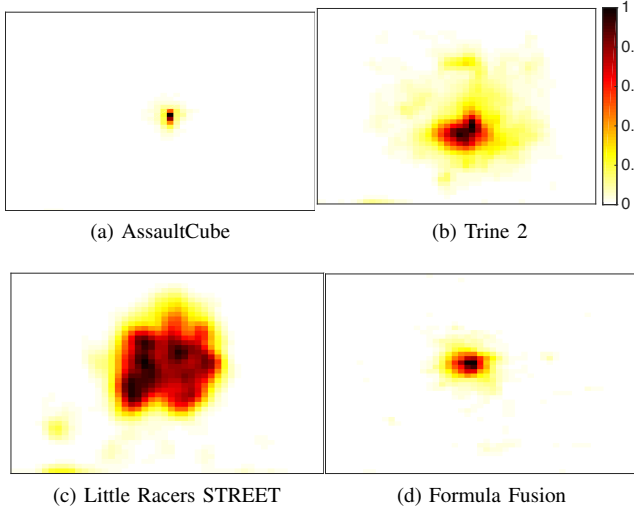 1
0.
0.
0.
0.
0
(a) AssaultCube
(b) Trine 2
(c) Little Racers STREET
(d) Formula Fusion